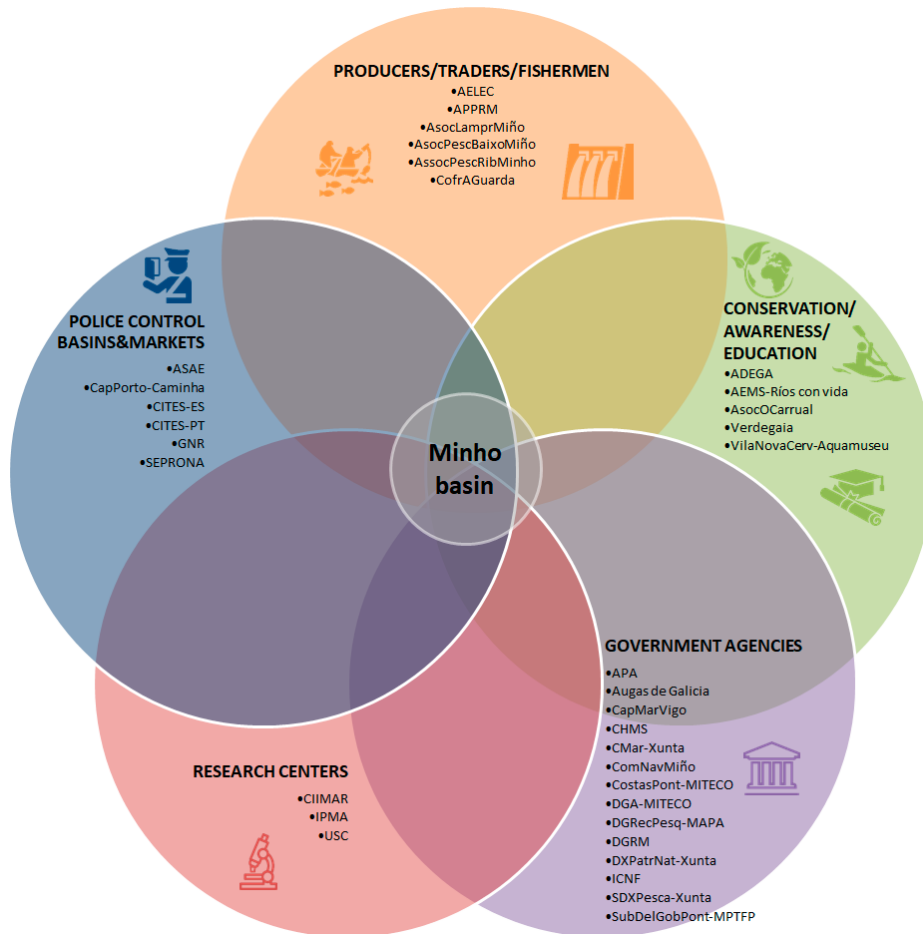 PRODUCERS/TRADERS/FISHERMEN
•AELEC
•APPRM
•AsocLamprMiño
•AsocPescBaixoMiño
•AssocPescRibMinho
•CofrAGuarda
POLICE CONTROL
BASINS&MARKETS
•ASAE
•CapPorto-Caminha
•CITES-ES
•CITES-PT
•GNR
•SEPRONA
CONSERVATION/
AWARENESS/
EDUCATION
•ADEGA
•AEMS-Ríos con vida
•AsocOCarrual
•Verdegaia
•VilaNovaCerv-Aquamuseu
Minho
basin
RESEARCH CENTERS
•CIIMAR
•IPMA
•USC
GOVERNMENT AGENCIES
•APA
•Augas de Galicia
•CapMarVigo
•CHMS
•CMar-Xunta
•ComNavMiño
•CostasPont-MITECO
•DGA-MITECO
•DGRecPesq-MAPA
•DGRM
•DXPatrNat-Xunta
•ICNF
•SDXPesca-Xunta
•SubDelGobPont-MPTFP